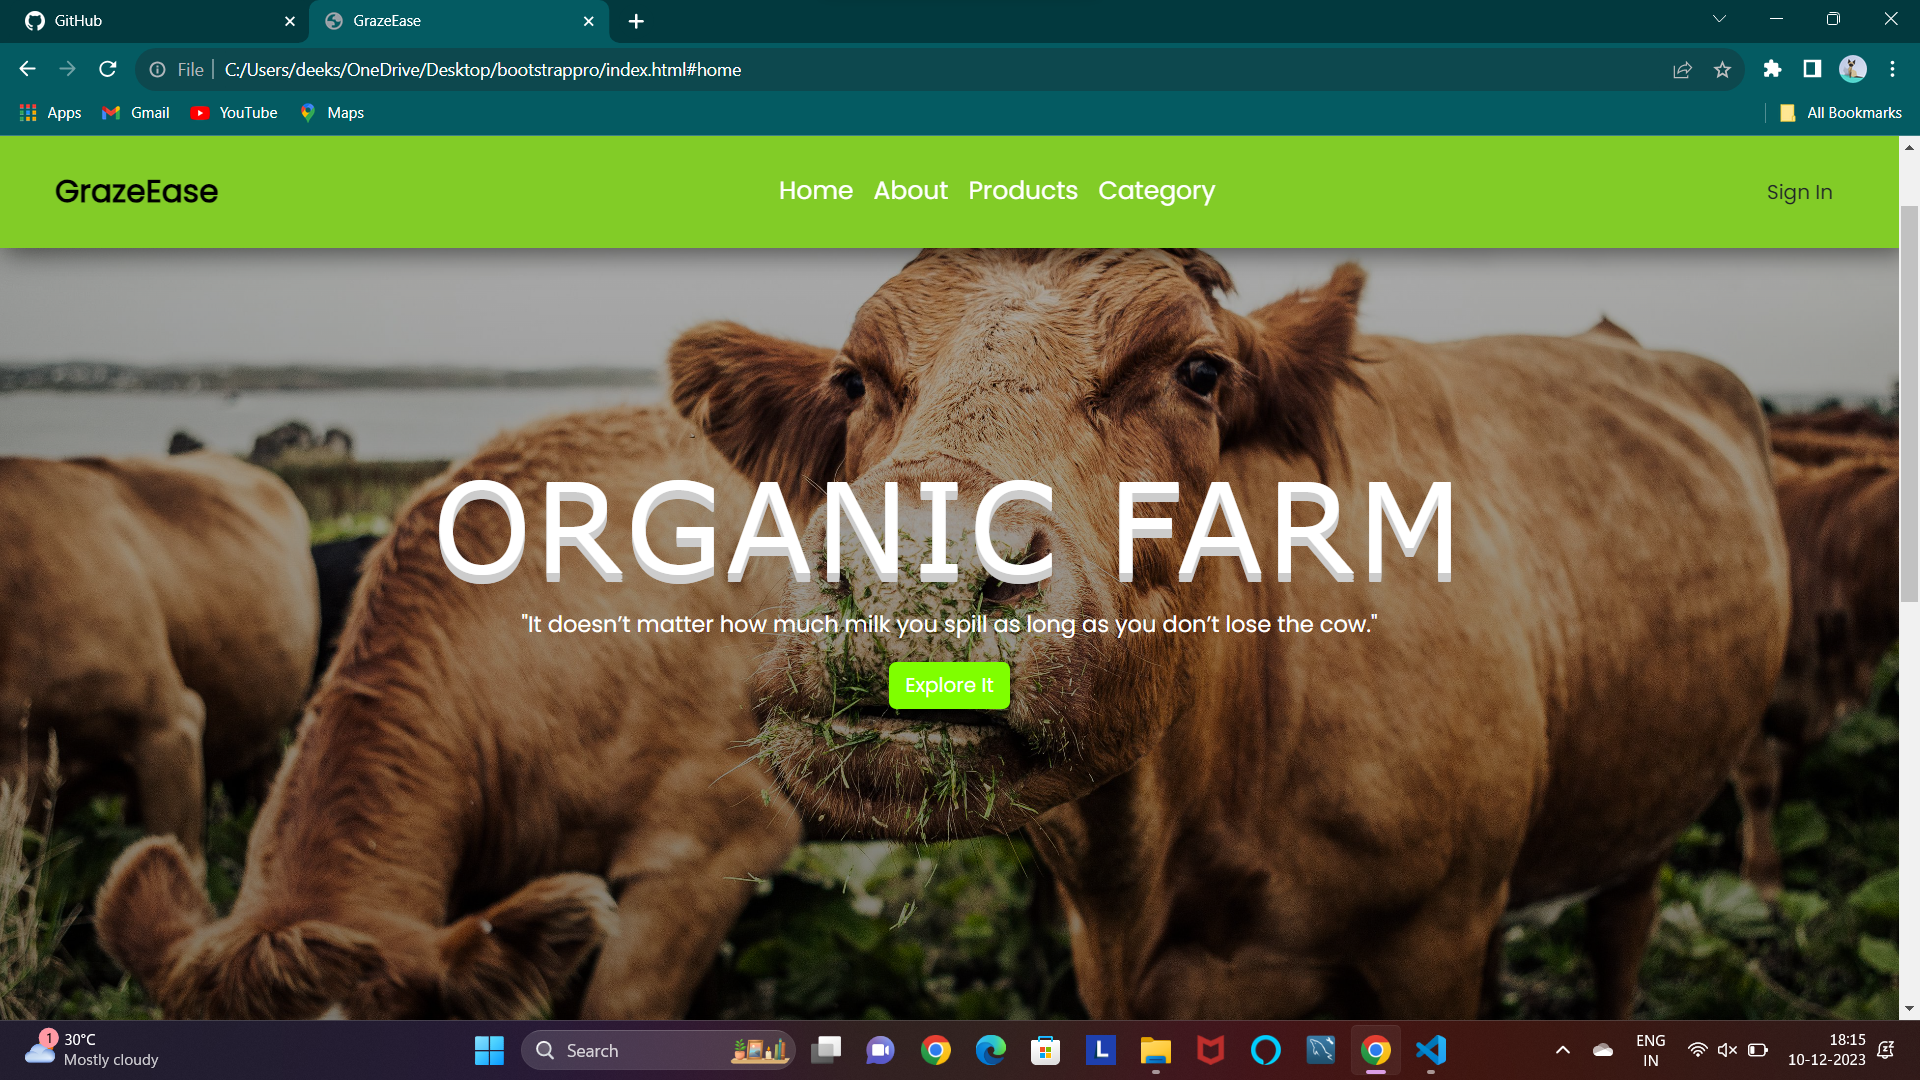 GitHub
GrazeEase
File
C:/Users/deeks/OneDrive/Desktop/bootstrappro/index.html#home
Apps
Gmail
YouTube
Maps
All Bookmarks
GrazeEase
Home About Products Category
Sign In
ORGANIC FARM
"It doesn’t matter how much milk you spill as long as you don’t lose the cow."
Explore It
1
30°C
Mostly cloudy
Search
L
ENG
IN
18:15
10-12-2023